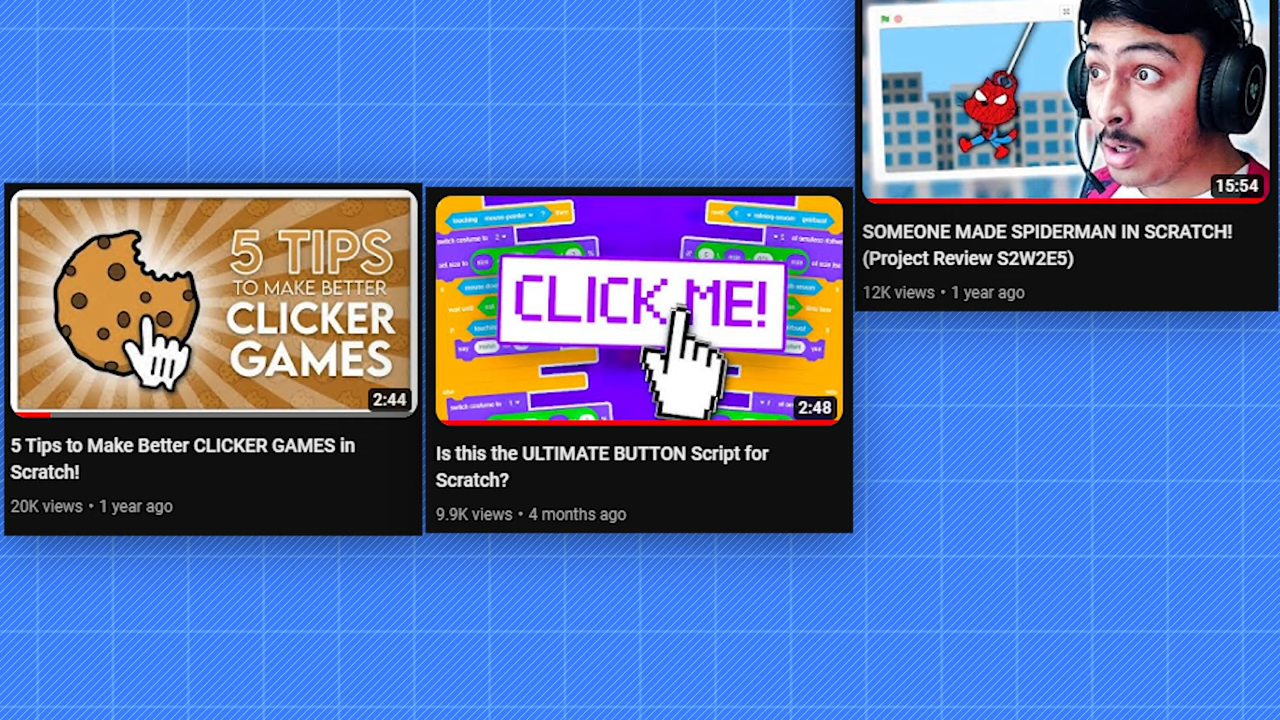 5 TIPS
TO MAKE BETTER
CLICKER
GAMES
2:44
5 Tips to Make Better CLICKER GAMES in
Scratch!
20K views • 1 year ago
CLICK ME!
2:48
Is this the ULTIMATE BUTTON Script for
Scratch?
9.9K views • 4 months ago
15:54
SOMEONE MADE SPIDERMAN IN SCRATCH!
(Project Review S2W2E5)
12K views • 1 year ago